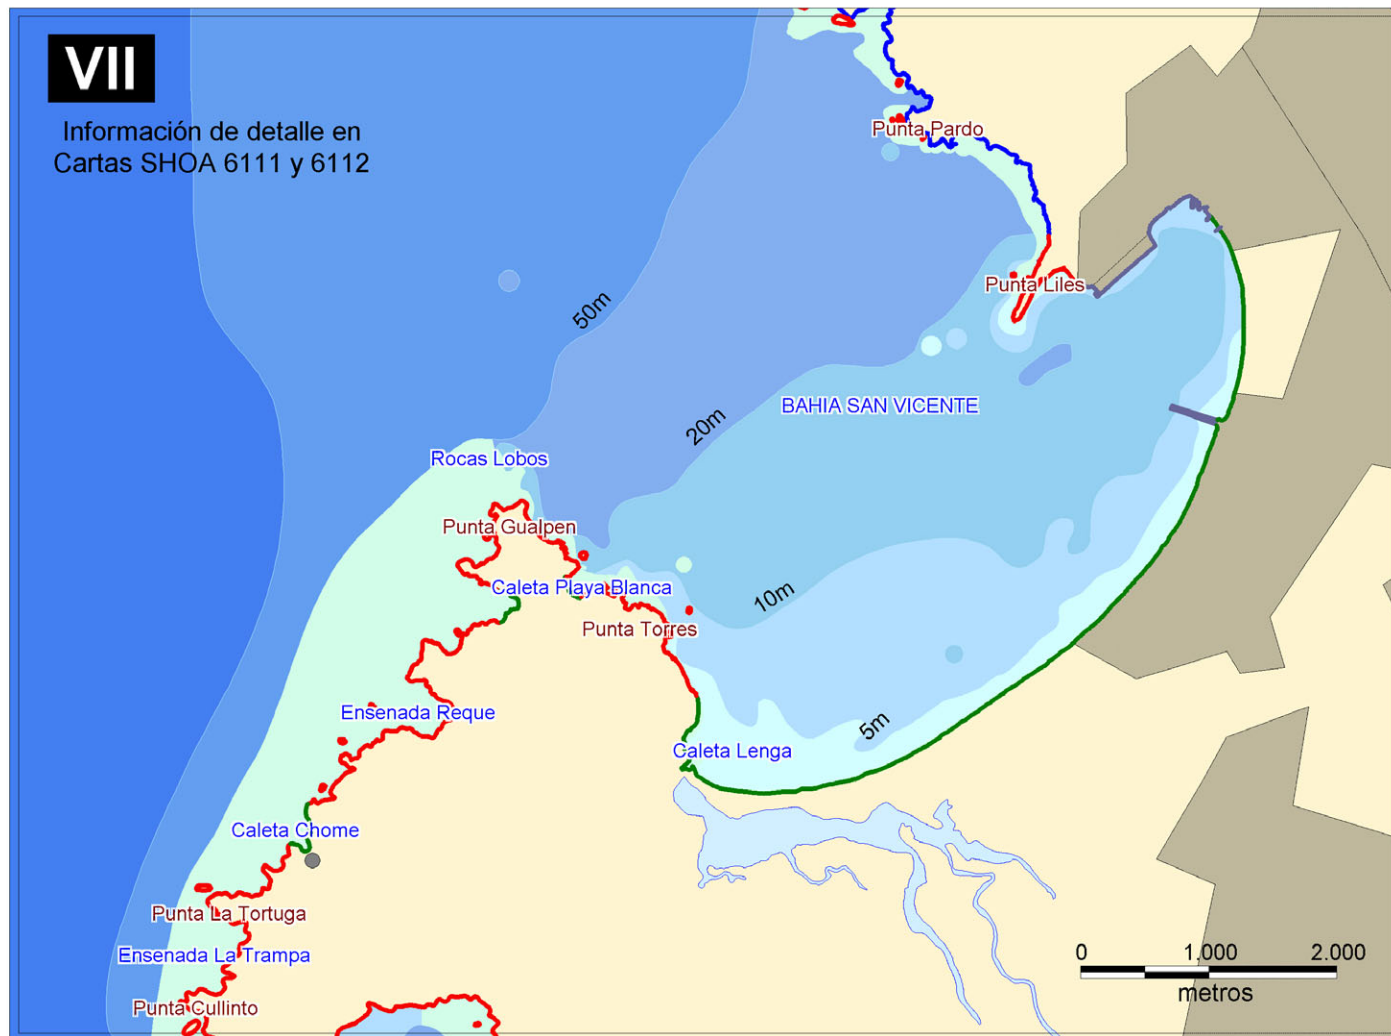 VII
Información de detalle en
Cartas SHOA 6111 y 6112
Punta Pardo
Punta Liles
50m
BAHIA SAN VICENTE
20m
Rocas Lobos
Punta Gualpen
Caleta Playa Blanca
10m
Punta Torres
Ensenada Reque
5m
Caleta Lenga
Caleta Chome
Punta La Tortuga
Ensenada La Trampa
0 1.000 2.000
metros
Punta Cullinto